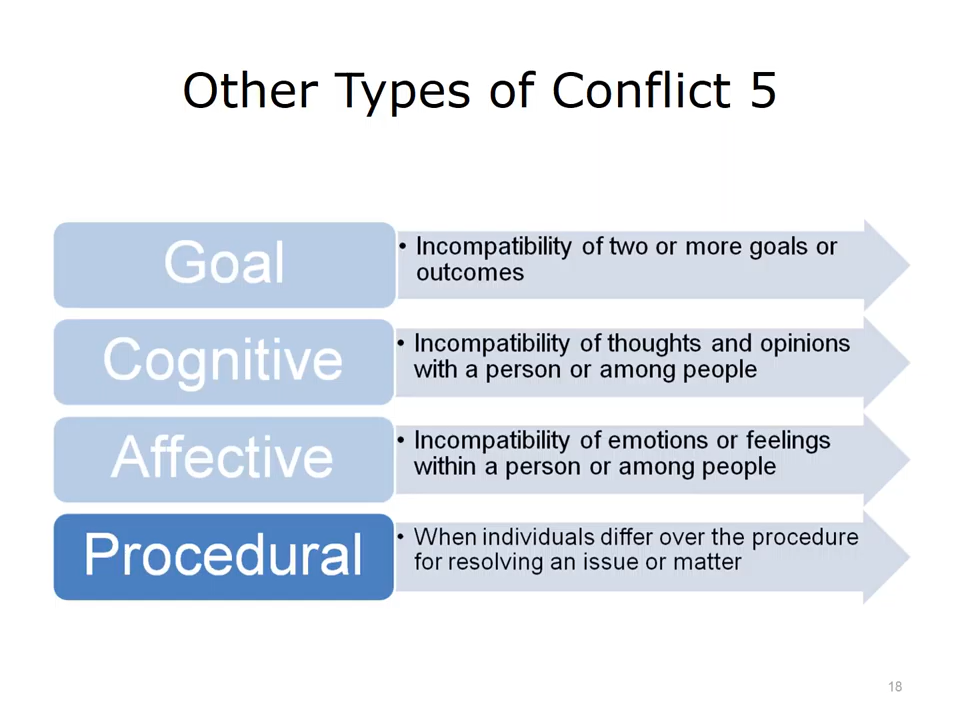 Other Types of Conflict 5
Goal
• Incompatibility of two or more goals or
outcomes
Cognitive
• Incompatibility of thoughts and opinions
with a person or among people
Affective
• Incompatibility of emotions or feelings
within a person or among people
Procedural
• When individuals differ over the procedure
for resolving an issue or matter
18